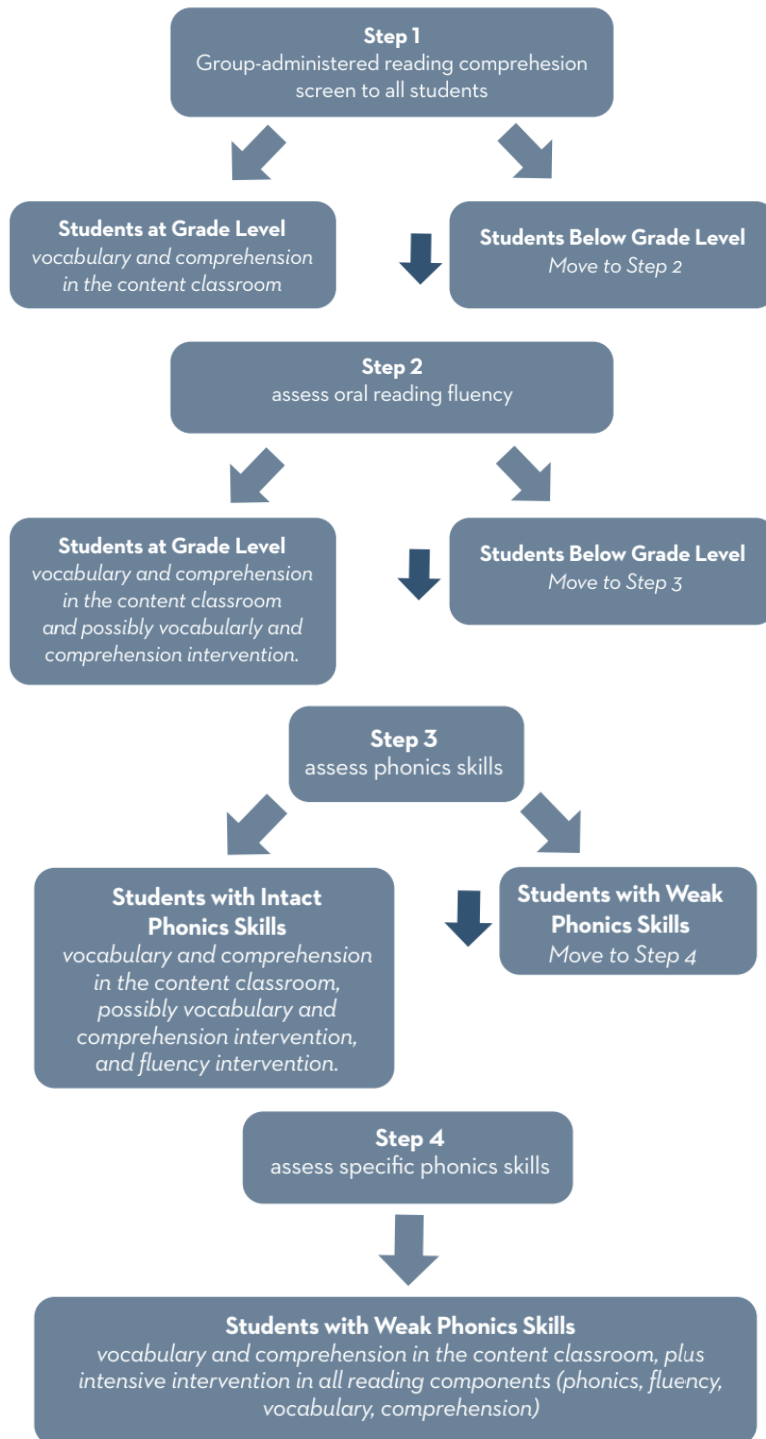 Step 1
Group-administered reading comprehesion
screen to all students
Students at Grade Level
vocabulary and comprehension
in the content classroom
Students Below Grade Level
Move to Step 2
Step 2
assess oral reading fluency
Students at Grade Level
vocabulary and comprehension
in the content classroom
and possibly vocabularly and
comprehension intervention.
Students Below Grade Level
Move to Step 3
Step 3
assess phonics skills
Students with Intact
Phonics Skills
vocabulary and comprehension
in the content classroom,
possibly vocabulary and
comprehension intervention,
and fluency intervention.
Students with Weak
Phonics Skills
Move to Step 4
Step 4
assess specific phonics skills
Students with Weak Phonics Skills
vocabulary and comprehension in the content classroom, plus
intensive intervention in all reading components (phonics, fluency,
vocabulary, comprehension)